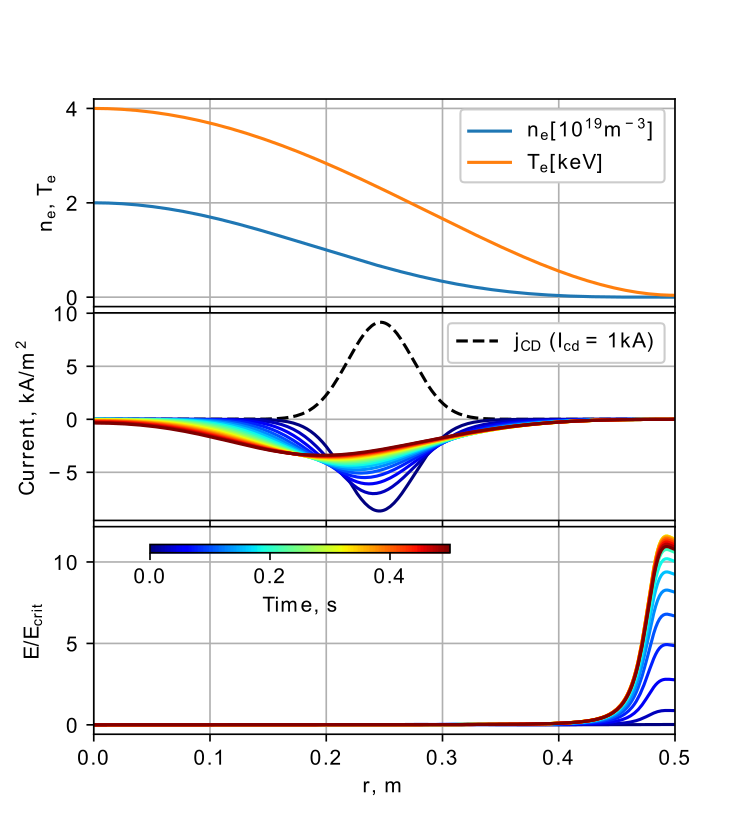 4
2
0
nₑ, Tₑ
nₑ[10¹⁹m⁻³]
Tₑ[keV]
10
5
0
−5
Current, kA/m²
j_CD (I_cd = 1kA)
10
5
0
E/E_crit
0.0 0.2 0.4
Time, s
0.0 0.1 0.2 0.3 0.4 0.5
r, m